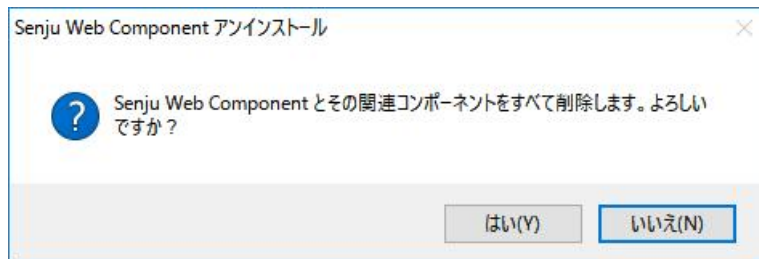 Senju Web Component アンインストール
Senju Web Component とその関連コンポーネントをすべて削除します。よろしい
ですか？
はい(Y)
いいえ(N)